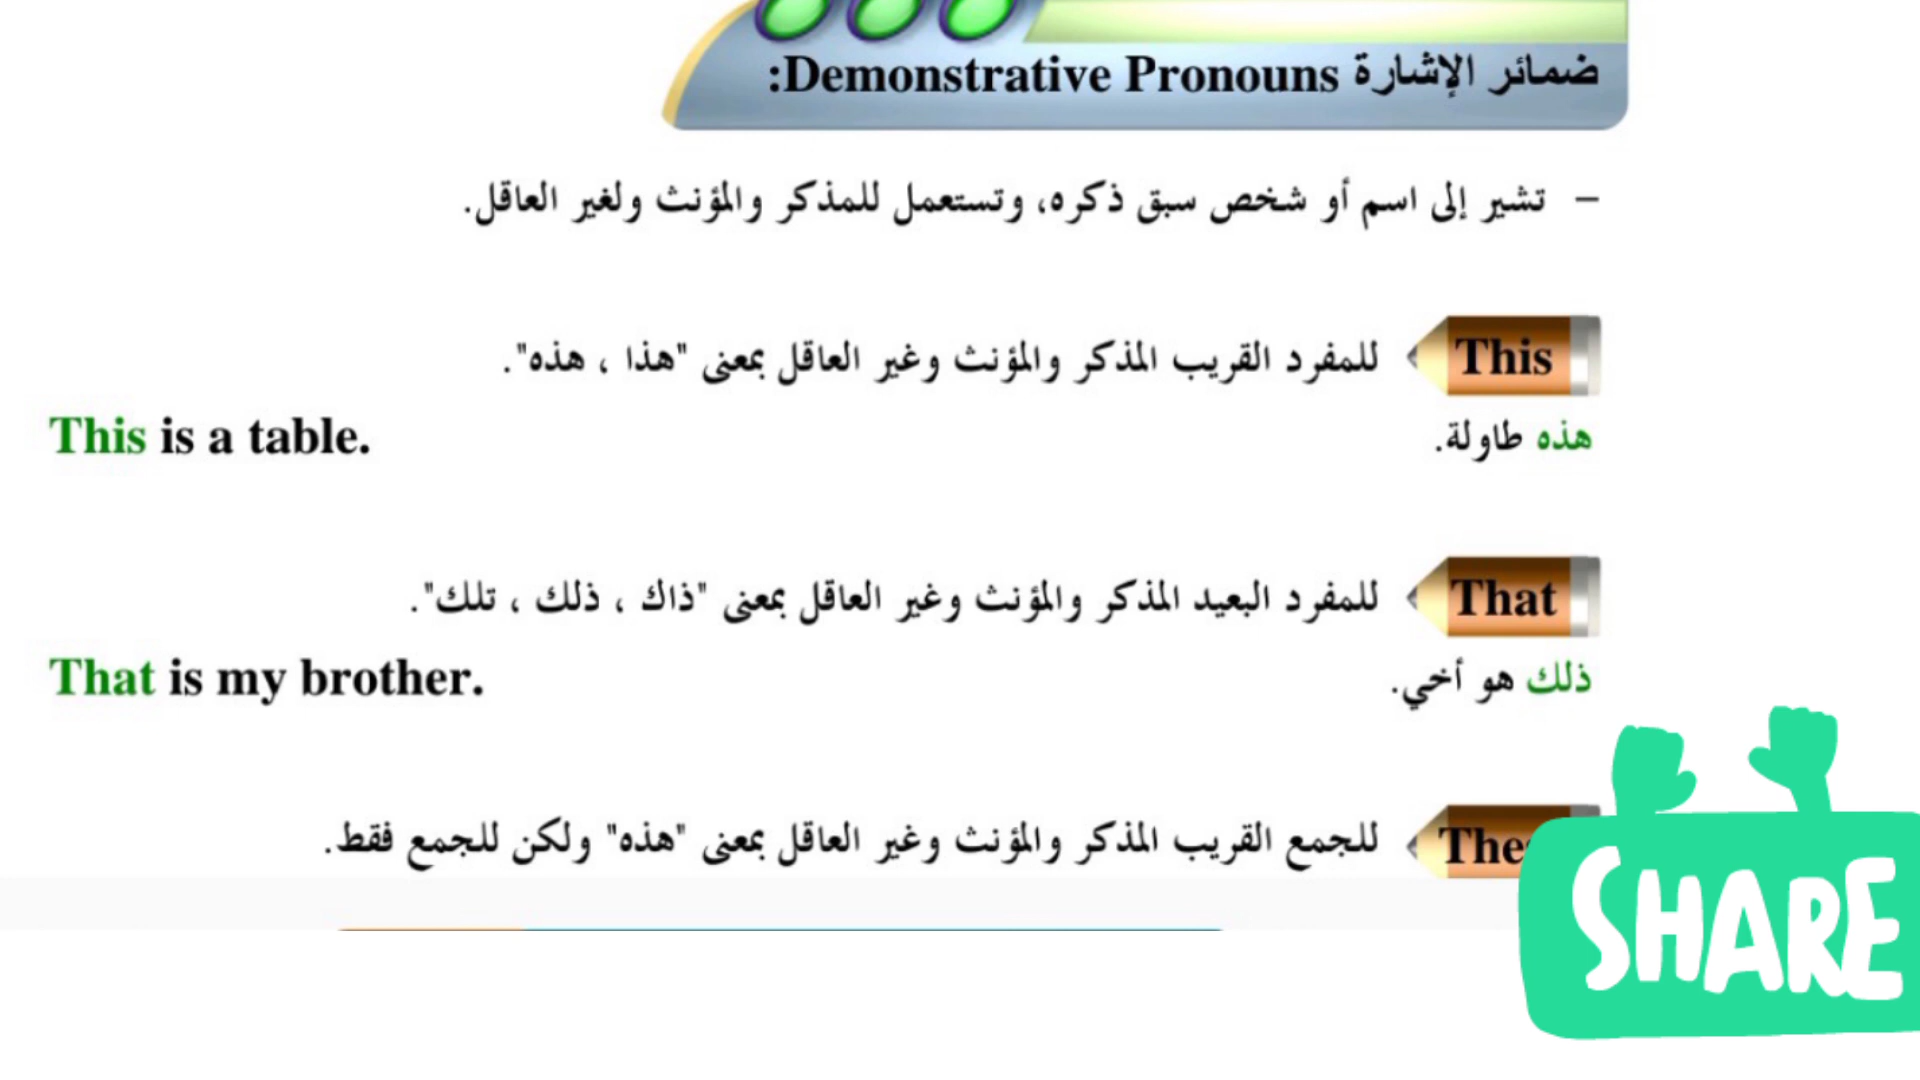 ضمائر الإشارة Demonstrative Pronouns:
– تشير إلى اسم أو شخص سبق ذكره، وتستعمل للمذكر والمؤنث ولغير العاقل.
This للمفرد القريب المذكر والمؤنث وغير العاقل بمعنى "هذا ، هذه".
هذه طاولة. This is a table.
That للمفرد البعيد المذكر والمؤنث وغير العاقل بمعنى "ذاك ، ذلك ، تلك".
ذلك هو أخي. That is my brother.
للجمع القريب المذكر والمؤنث وغير العاقل بمعنى "هذه" ولكن للجمع فقط.
SHARE